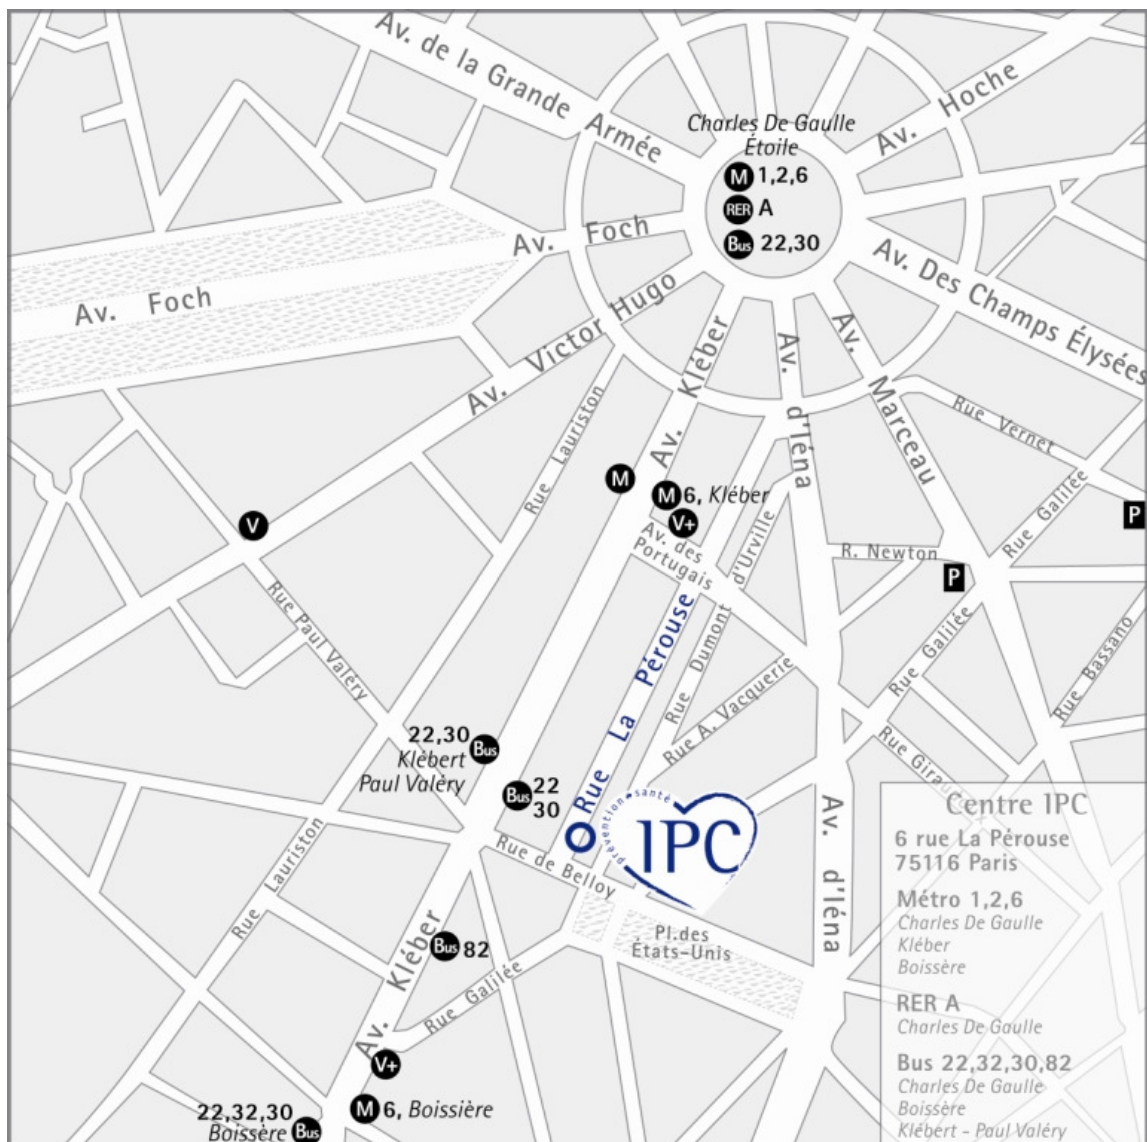 Av. de la Grande Armée
Av. Hoche
Charles De Gaulle
Étoile
M 1,2,6
RER A
Bus 22,30
Av. Foch
Av. Foch
Av. Victor Hugo
Av. Des Champs Élysées
Av. Kléber
Av. d'Iéna
Av. Marceau
Rue Vernet
Rue Lauriston
Rue Galilée
M
M 6, Kléber
V+
P
V
Av. des
Portugais
R. Newton
P
Rue Dumont d'Urville
Rue Paul Valéry
Rue La Pérouse
Rue A. Vacquerie
Rue Galilée
Rue Bassano
Rue Giraud
22,30 Bus
Klébert
Paul Valéry
Bus 22
30
prévention-santé
IPC
Rue de Belloy
Av. d'Iéna
Rue Lauriston
Av. Kléber
Bus 82
Pl.des
États-Unis
Rue Galilée
V+
M 6, Boissière
22,32,30
Boissère Bus
Centre IPC
6 rue La Pérouse
75116 Paris
Métro 1,2,6
Charles De Gaulle
Kléber
Boissère
RER A
Charles De Gaulle
Bus 22,32,30,82
Charles De Gaulle
Boissère
Klébert - Paul Valéry